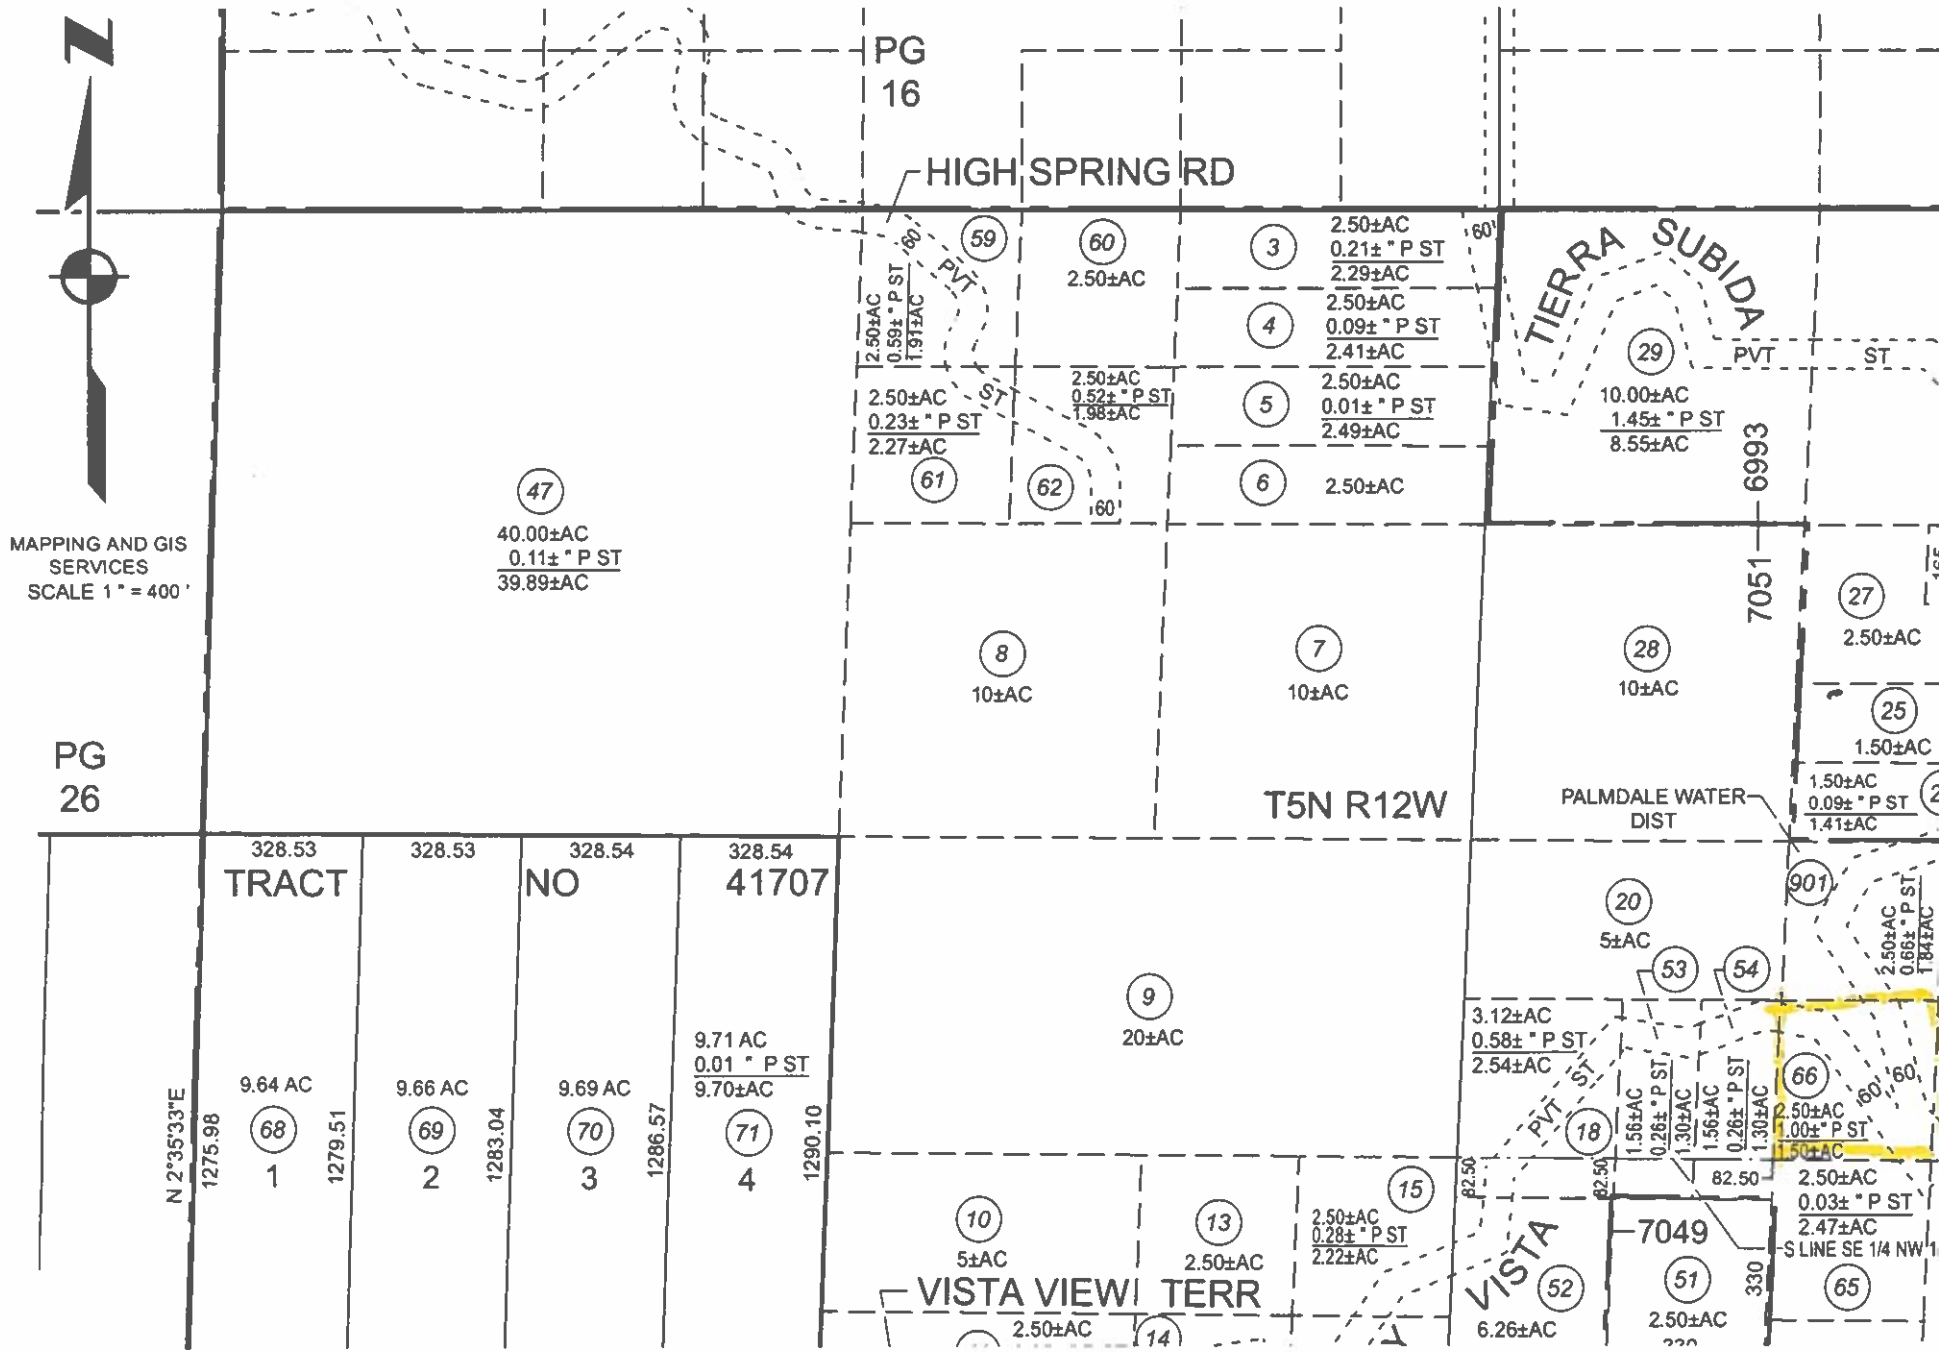 Z
PG
16
HIGH SPRING RD
59
60
2.50±AC
3
2.50±AC
0.21± " P ST
2.29±AC
60'
TIERRA SUBIDA
60'
PVT
ST
2.50±AC
0.59± " P ST
1.91±AC
4
2.50±AC
0.09± " P ST
2.41±AC
29
PVT
ST
10.00±AC
1.45± " P ST
8.55±AC
2.50±AC
0.23± " P ST
2.27±AC
61
2.50±AC
0.52± " P ST
1.98±AC
62
60'
5
2.50±AC
0.01± " P ST
2.49±AC
6
2.50±AC
47
40.00±AC
0.11± " P ST
39.89±AC
MAPPING AND GIS
SERVICES
SCALE 1 " = 400 '
6993
7051
165
27
2.50±AC
8
10±AC
7
10±AC
28
10±AC
25
1.50±AC
PG
26
T5N R12W
PALMDALE WATER
DIST
1.50±AC
0.09± " P ST
1.41±AC
328.53
328.53
328.54
328.54
TRACT NO 41707
901
20
5±AC
2.50±AC
0.66± " P ST
1.84±AC
53
54
9
20±AC
3.12±AC
0.58± " P ST
2.54±AC
PVT ST
18
1.56±AC
0.26± " P ST
1.30±AC
1.56±AC
0.26± " P ST
1.30±AC
66
60'
60'
2.50±AC
1.00± " P ST
1.50±AC
N 2°35'33"E
1275.98
9.64 AC
68
1
1279.51
9.66 AC
69
2
1283.04
9.69 AC
70
3
1286.57
9.71 AC
0.01 " P ST
9.70±AC
71
4
1290.10
10
5±AC
13
2.50±AC
15
2.50±AC
0.28± " P ST
2.22±AC
82.50
82.50
82.50
2.50±AC
0.03± " P ST
2.47±AC
S LINE SE 1/4 NW
VISTA
7049
52
6.26±AC
51
2.50±AC
330
65
VISTA VIEW TERR
2.50±AC
14